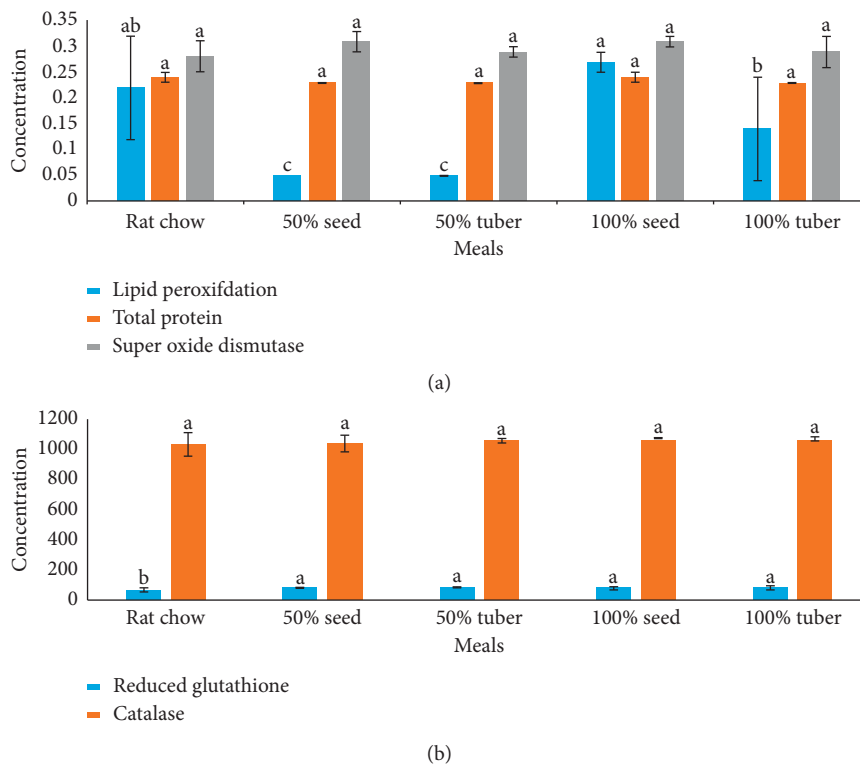 0.35
0.3
0.25
0.2
0.15
0.1
0.05
0
Concentration
ab a a
c a a
c a a
a a a
b a a
Rat chow 50% seed 50% tuber 100% seed 100% tuber
Meals
Lipid peroxifdation
Total protein
Super oxide dismutase
(a)
1200
1000
800
600
400
200
0
Concentration
b a
a a
a a
a a
a a
Rat chow 50% seed 50% tuber 100% seed 100% tuber
Meals
Reduced glutathione
Catalase
(b)